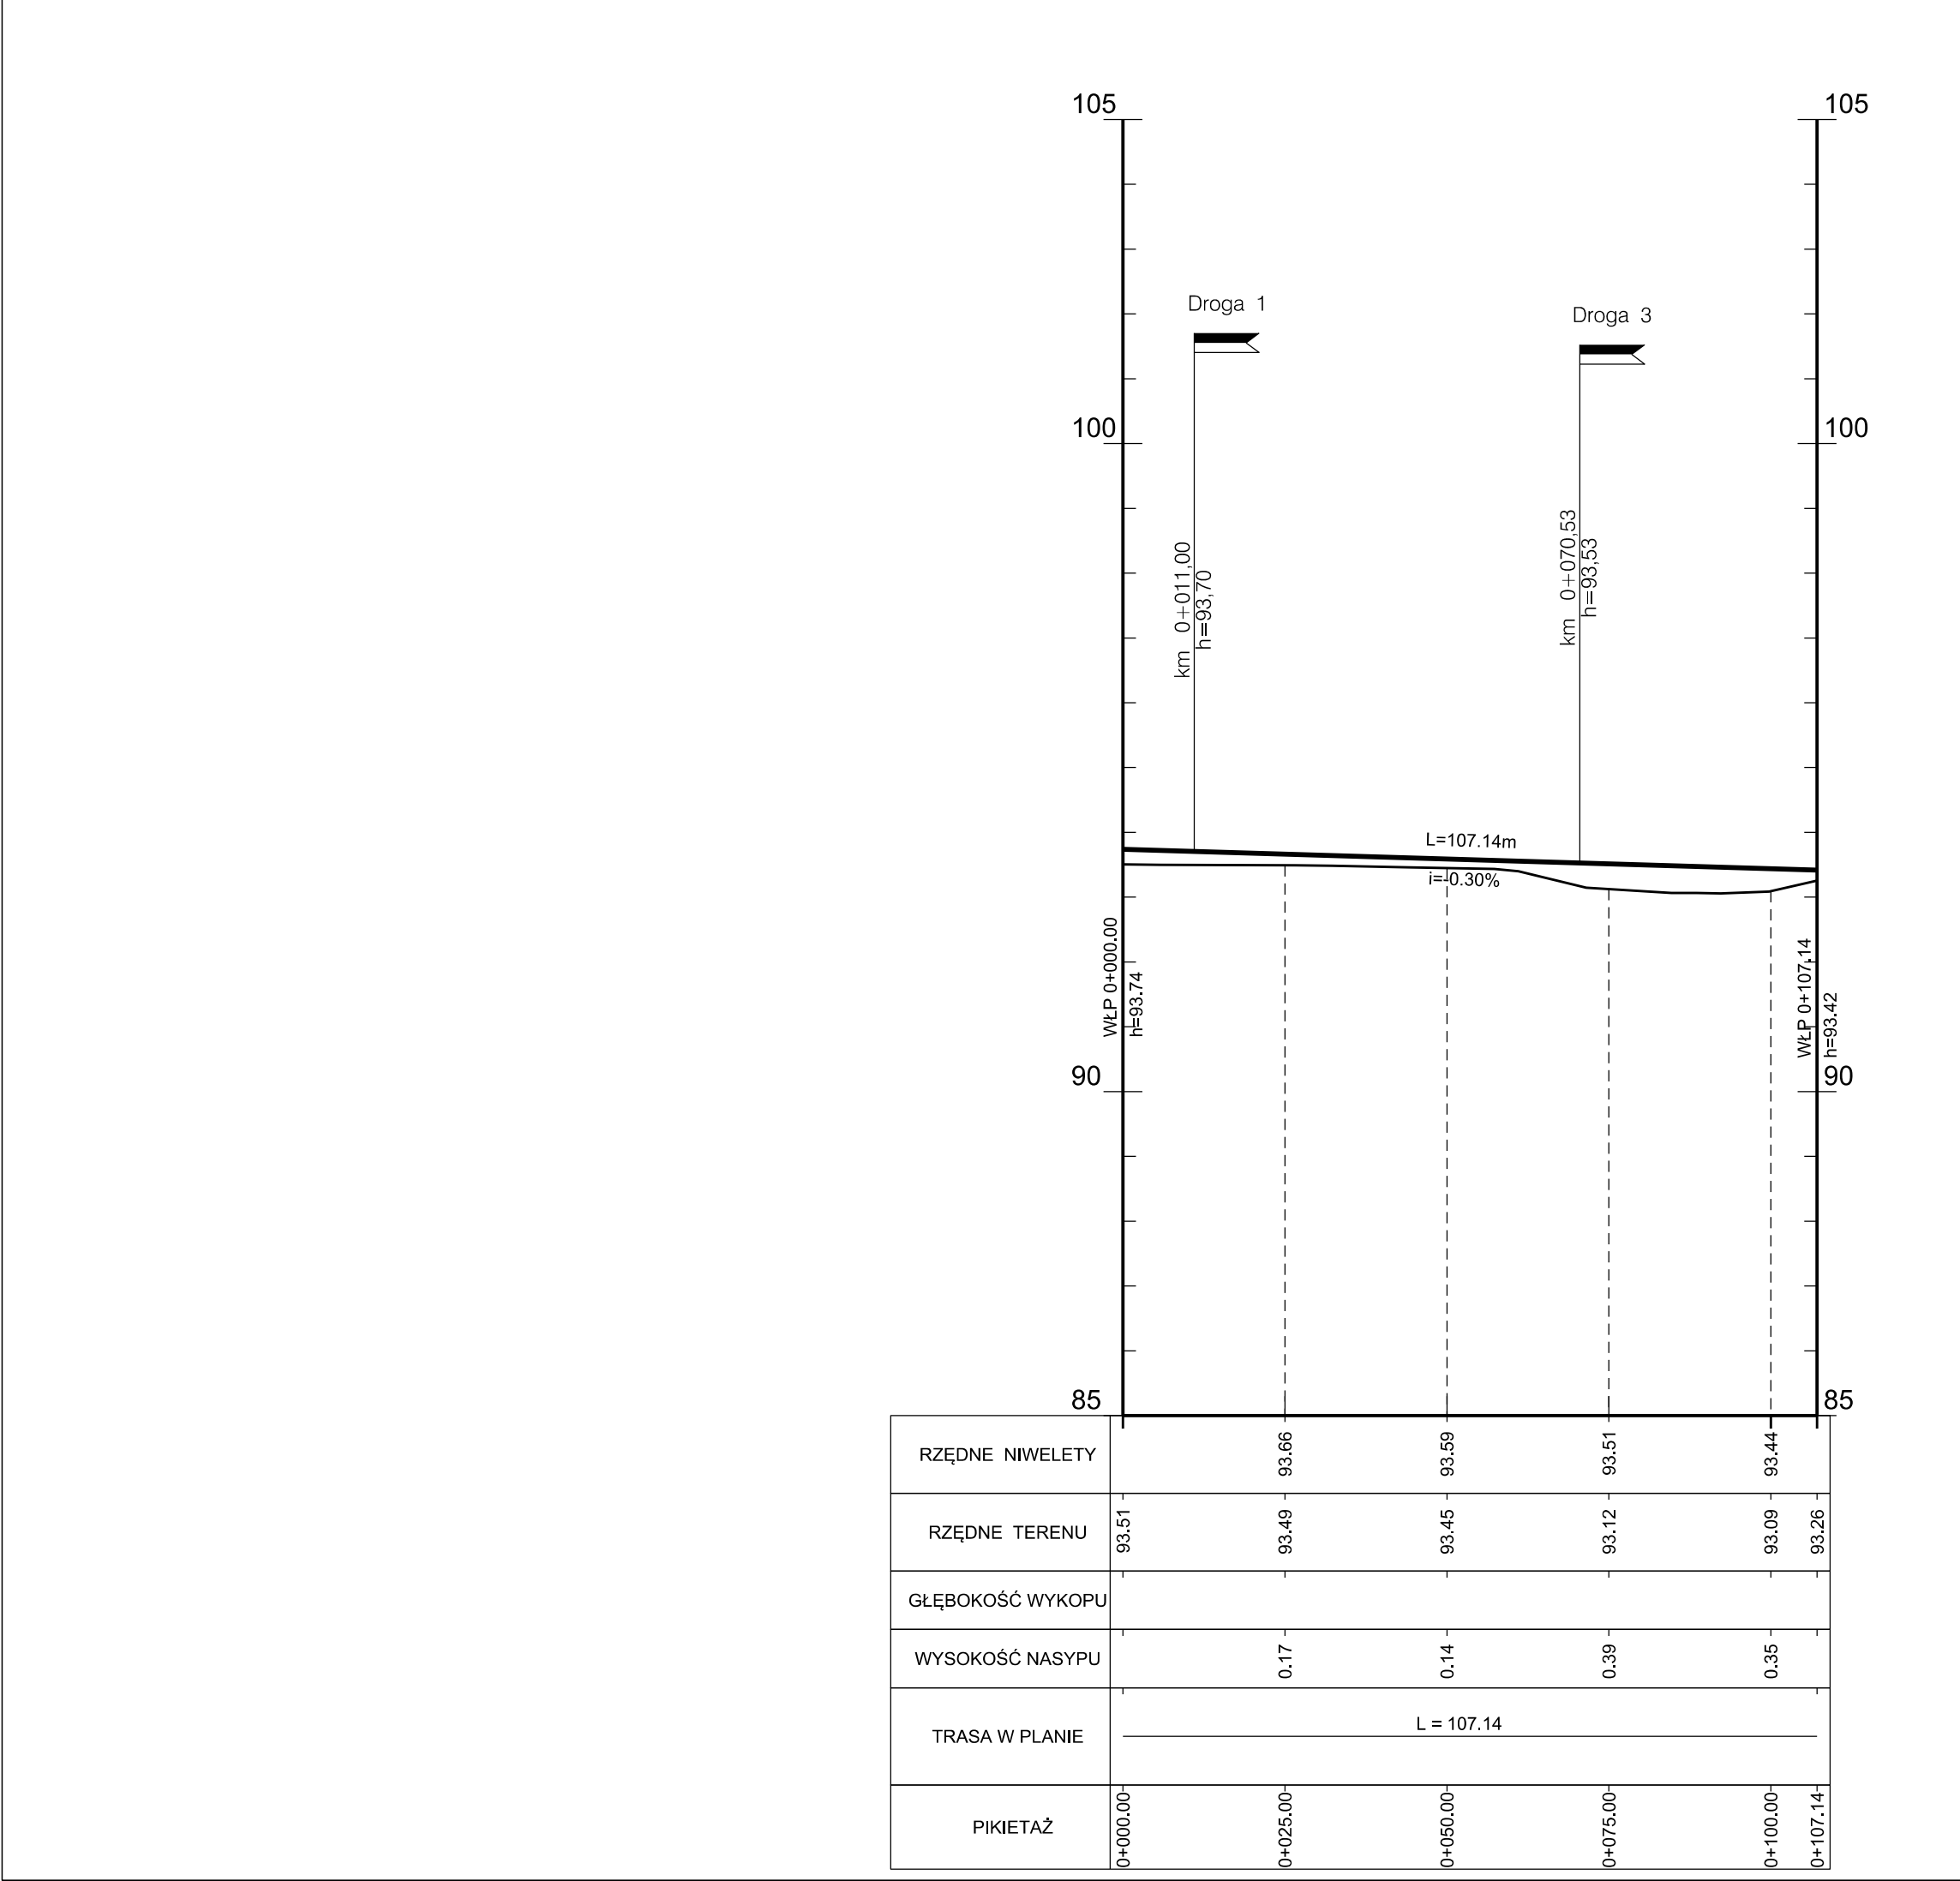 105
105
Droga 1
Droga 3
100
100
km 0+011,00
h=93,70
km 0+070,53
h=93,53
L=107.14m
i=-0.30%
WŁP 0+000.00
h=93.74
WŁP 0+107.14
h=93.42
90
90
85
85
RZĘDNE NIWELETY
93.66
93.59
93.51
93.44
RZĘDNE TERENU
93.51
93.49
93.45
93.12
93.09
93.26
GŁĘBOKOŚĆ WYKOPU
WYSOKOŚĆ NASYPU
0.17
0.14
0.39
0.35
TRASA W PLANIE
L = 107.14
PIKIETAŻ
0+000.00
0+025.00
0+050.00
0+075.00
0+100.00
0+107.14